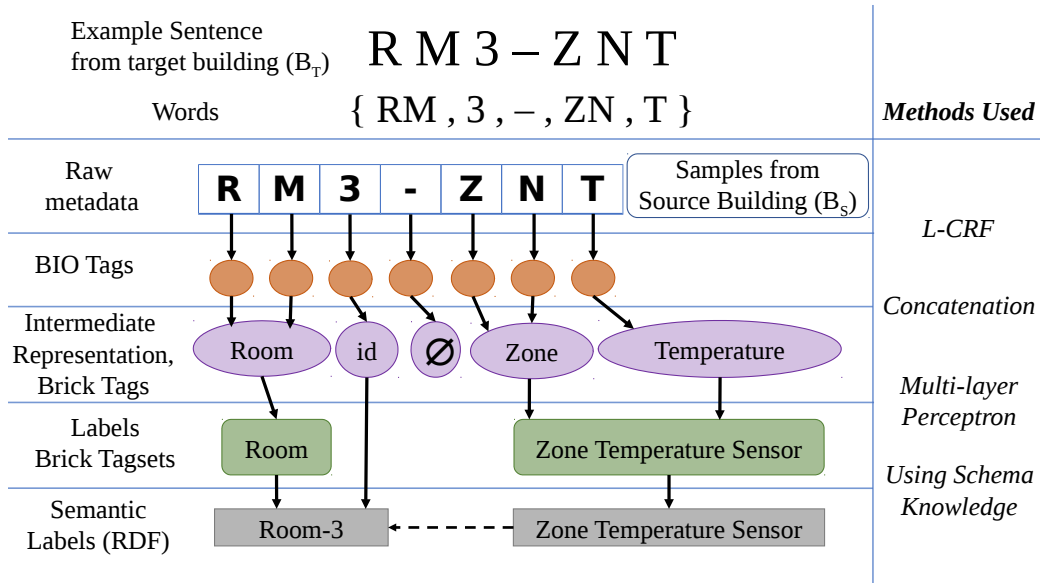 Example Sentence
from target building (B_T)
R M 3 – Z N T
Words
{ RM , 3 , – , ZN , T }
Methods Used
Raw
metadata
R M 3 - Z N T
Samples from
Source Building (B_S)
L-CRF
BIO Tags
Concatenation
Intermediate
Representation,
Brick Tags
Room
id
∅
Zone
Temperature
Multi-layer
Perceptron
Labels
Brick Tagsets
Room
Zone Temperature Sensor
Using Schema
Knowledge
Semantic
Labels (RDF)
Room-3
Zone Temperature Sensor